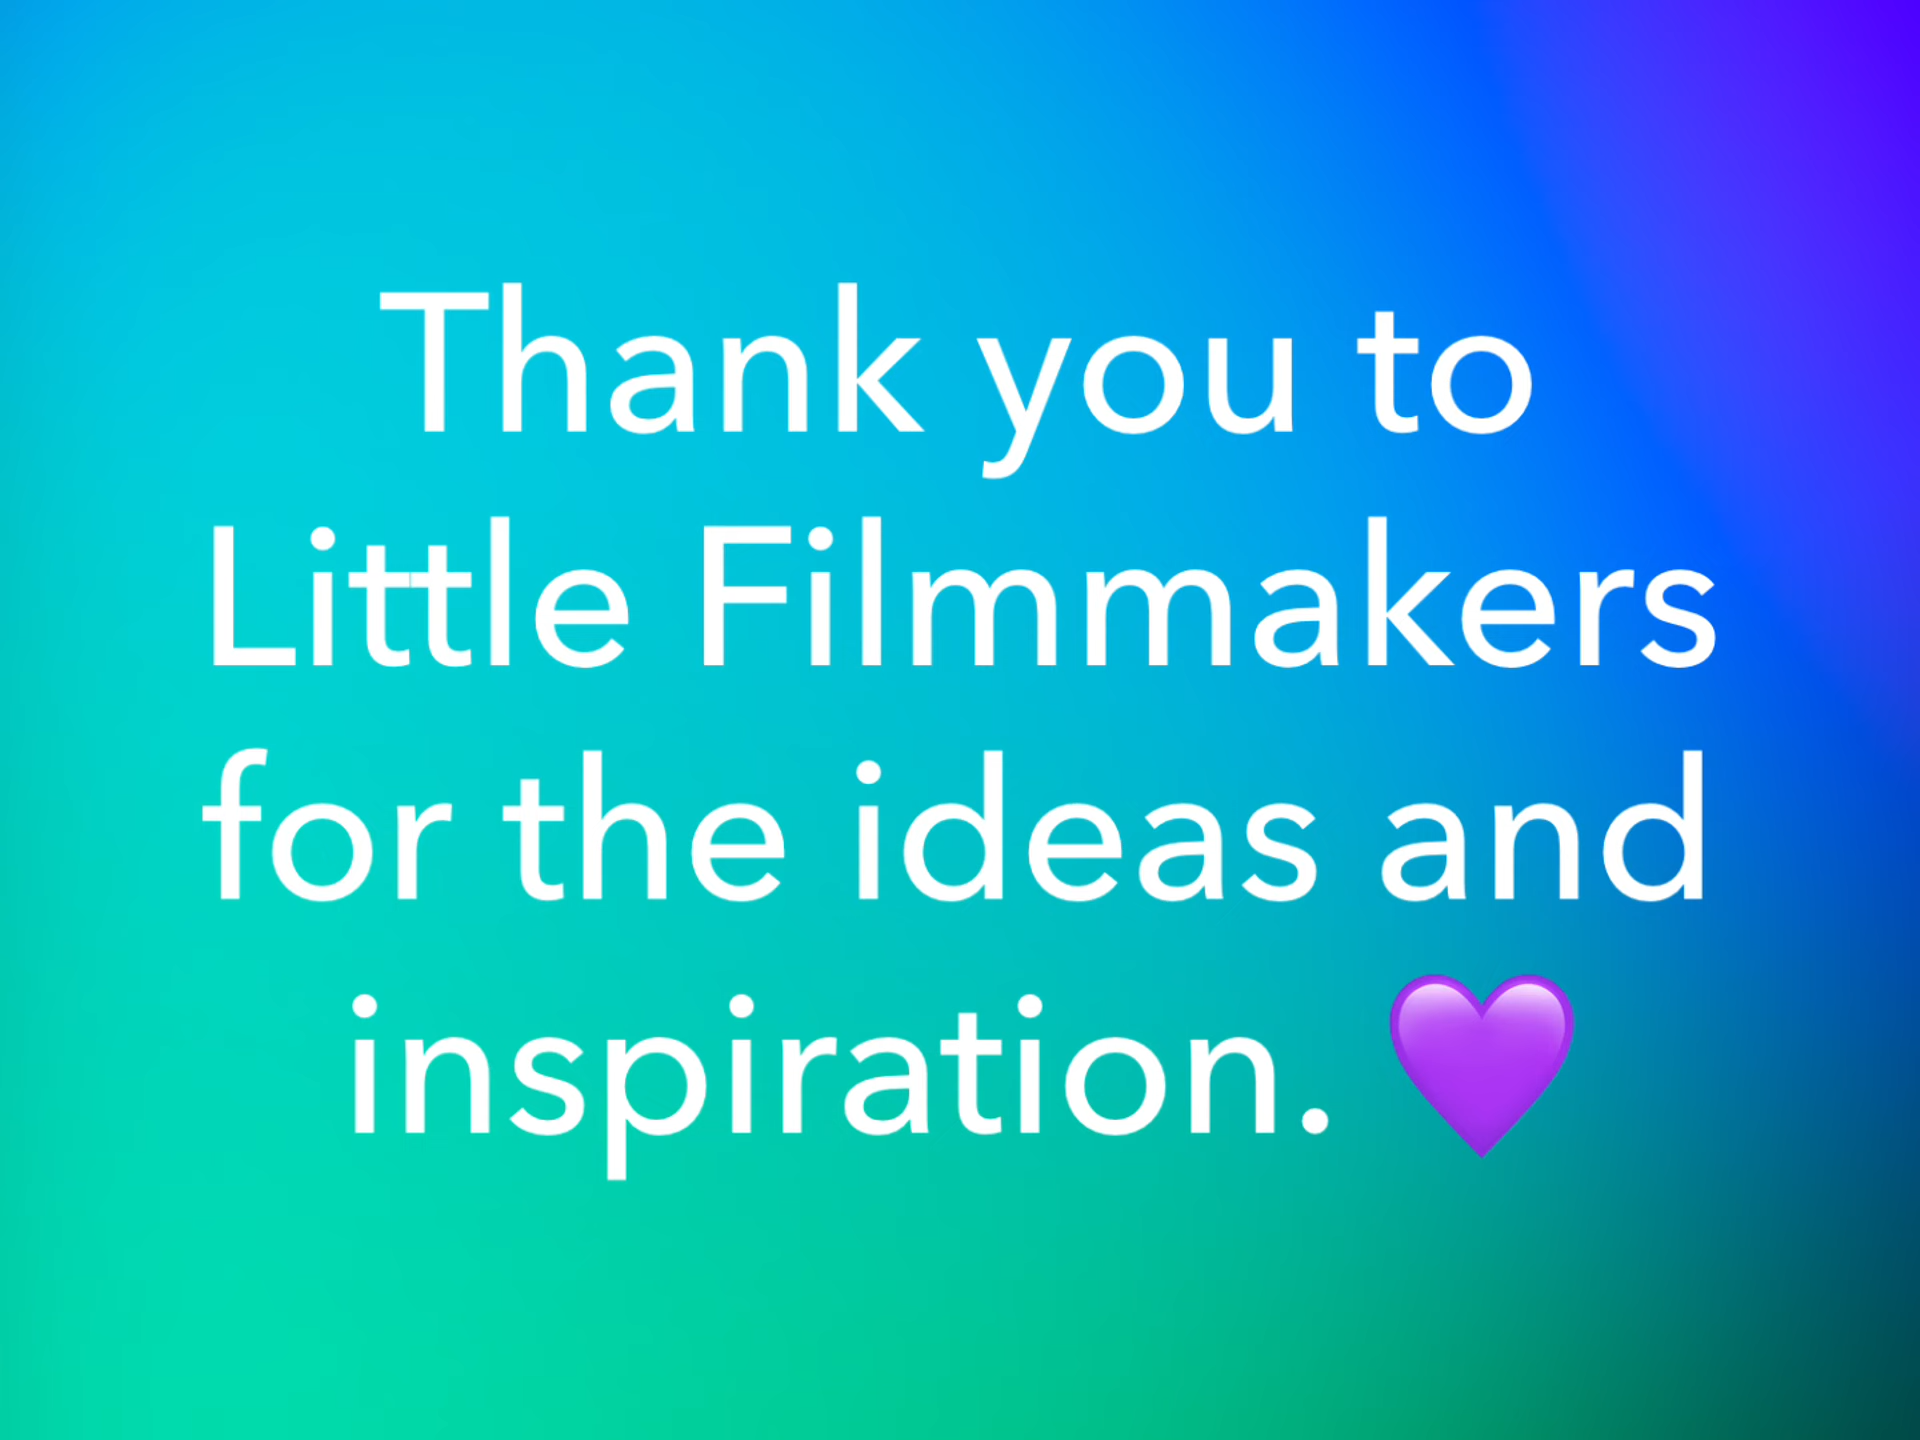 Thank you to
Little Filmmakers
for the ideas and
inspiration. 💜